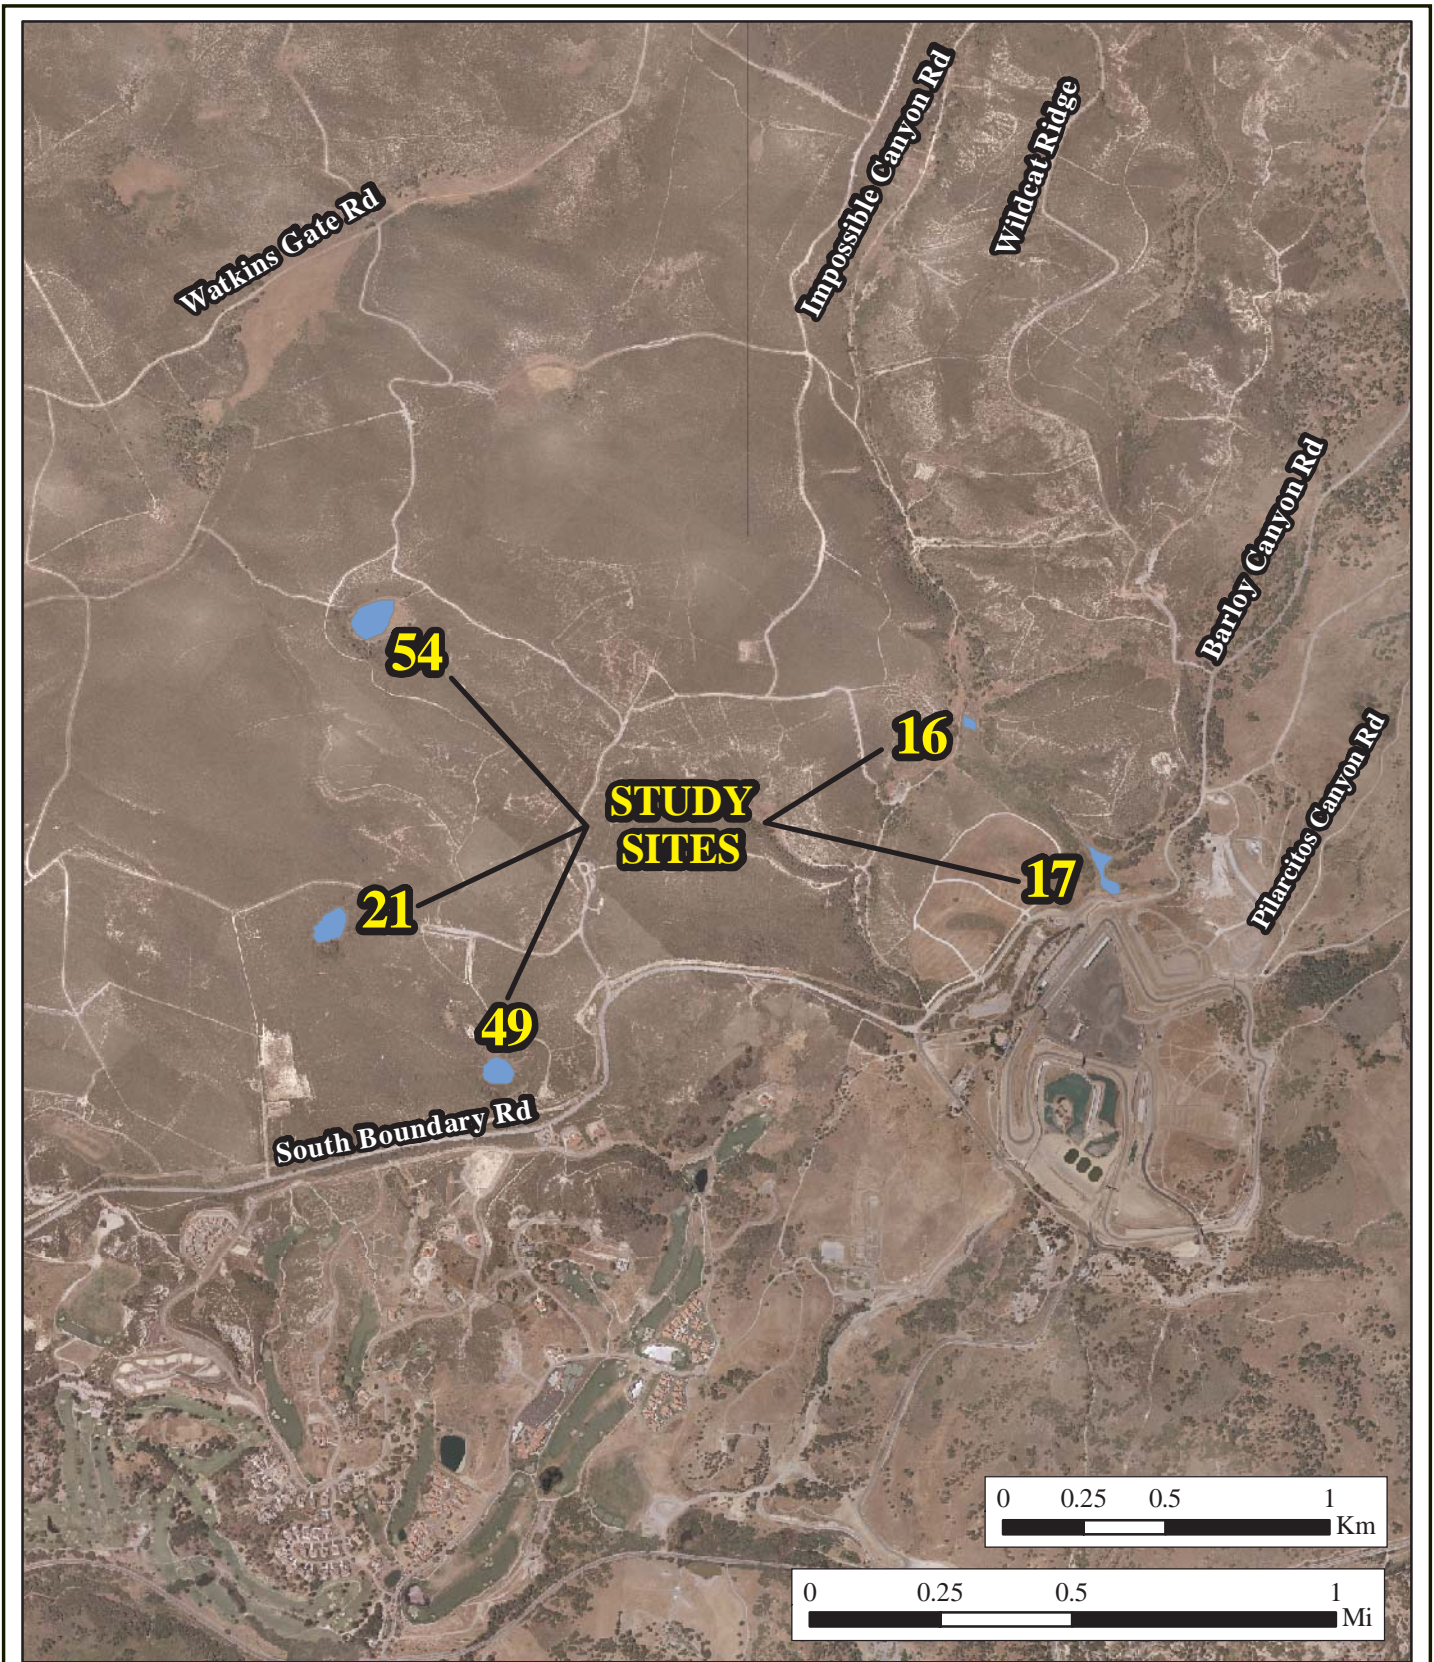 Impossible Canyon Rd
Wildcat Ridge
Watkins Gate Rd
Barloy Canyon Rd
54
16
STUDY
SITES
Pilarcitos Canyon Rd
17
21
49
South Boundary Rd
0 0.25 0.5 1
Km
0 0.25 0.5 1
Mi